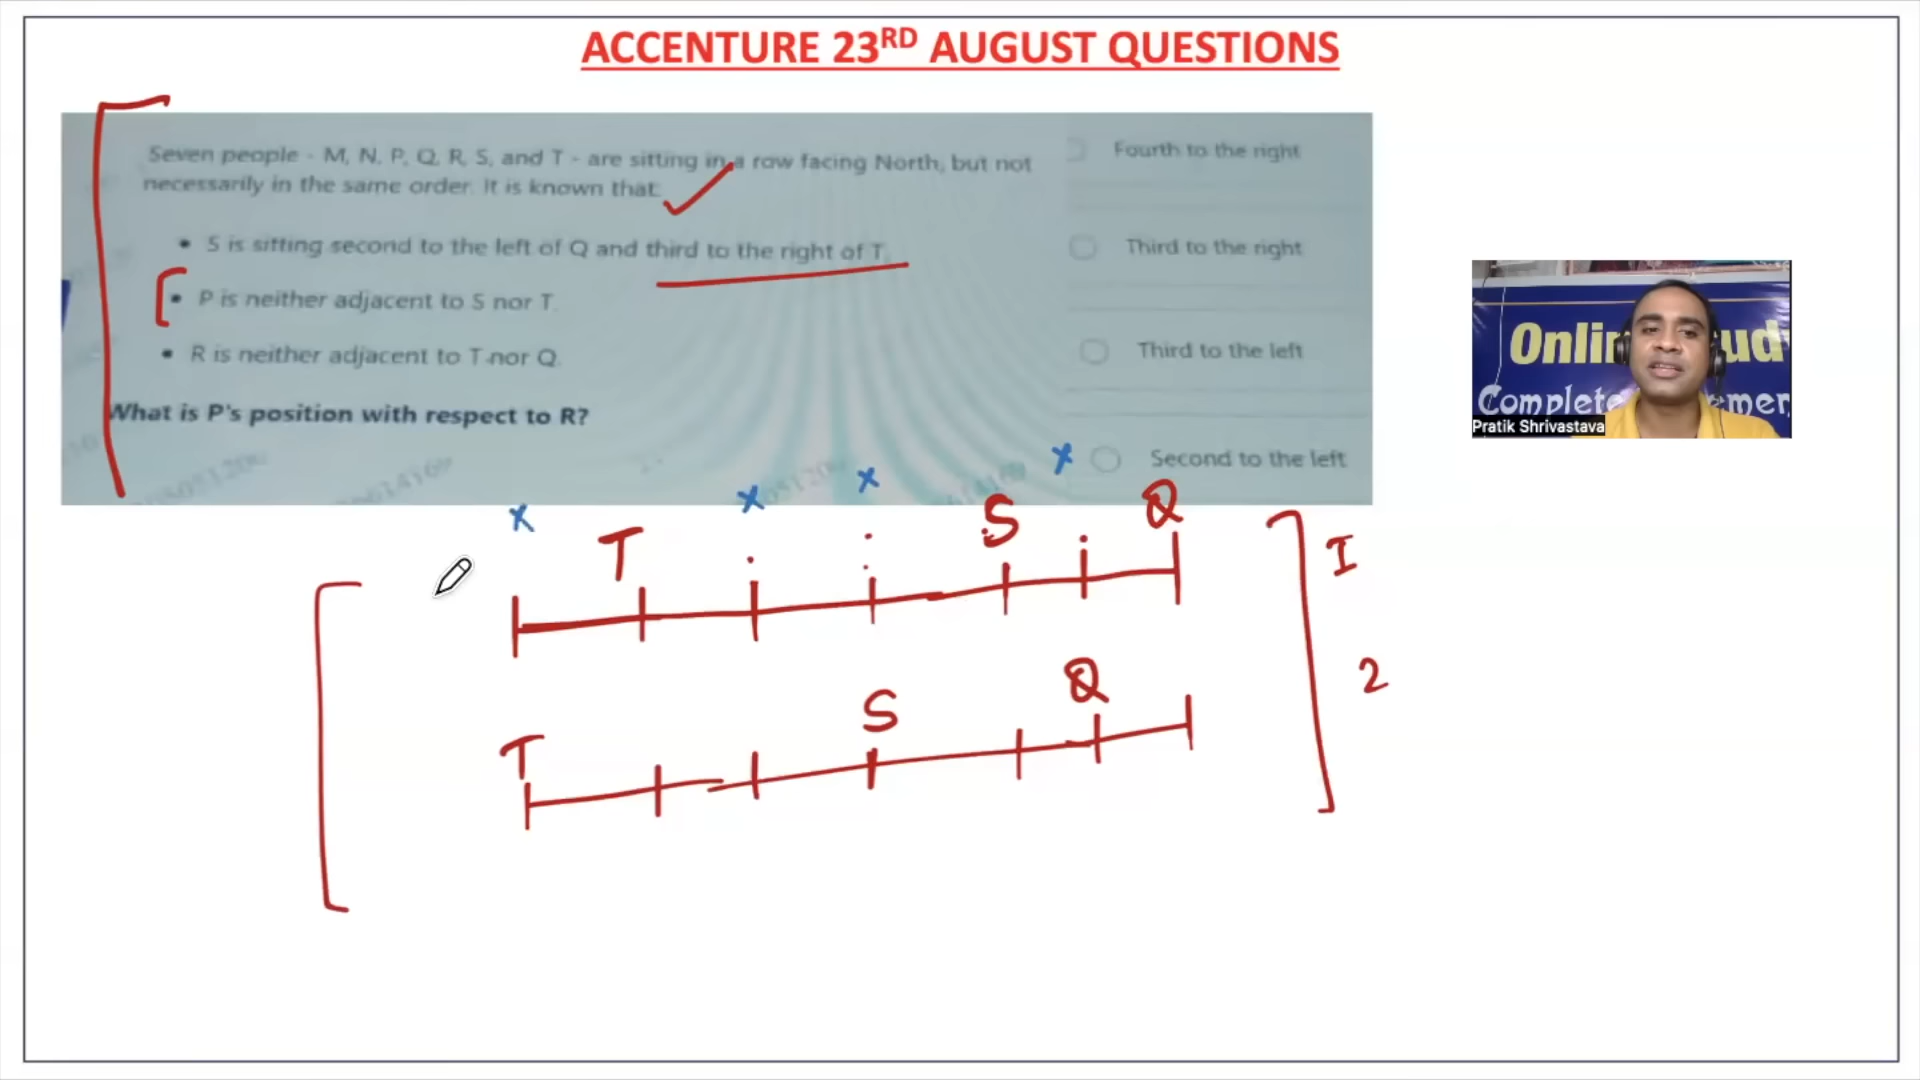 ACCENTURE 23RD AUGUST QUESTIONS
Seven people - M, N, P, Q, R, S, and T - are sitting in a row facing North, but not
necessarily in the same order. It is known that:
• S is sitting second to the left of Q and third to the right of T.
• P is neither adjacent to S nor T.
• R is neither adjacent to T nor Q.
What is P's position with respect to R?
Fourth to the right
Third to the right
Third to the left
Second to the left
Onlin ud
Complete emen
Pratik Shrivastava
x x x x
T S Q I
T S Q 2